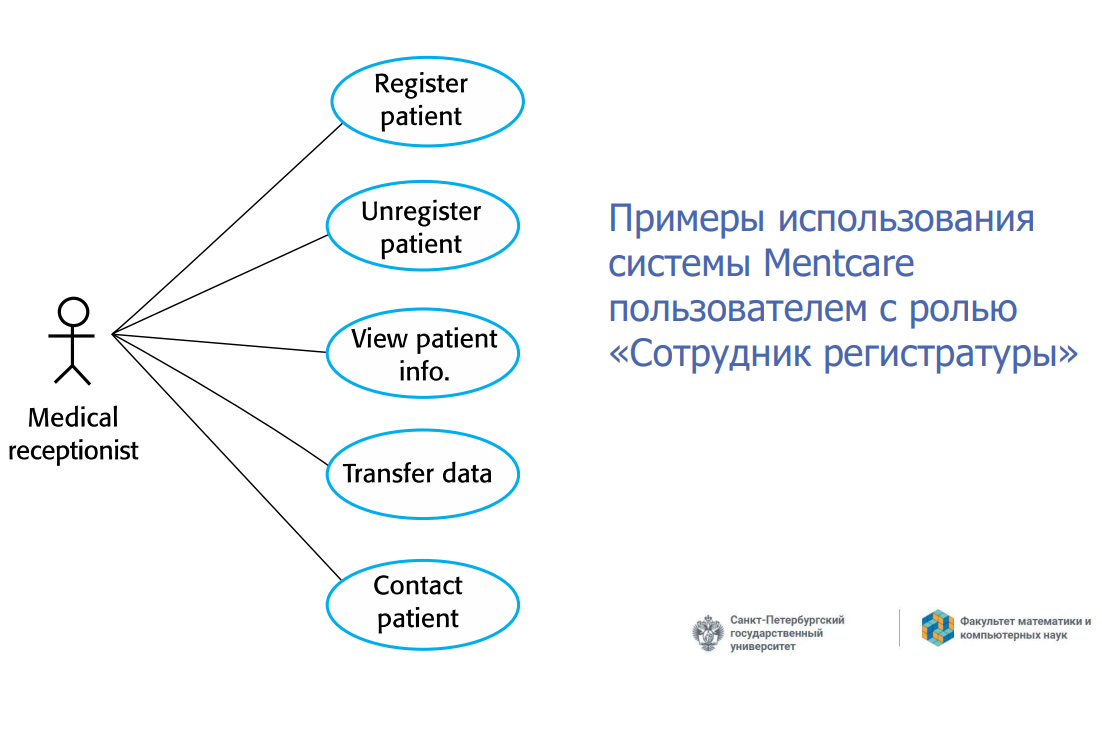 Register
patient
Unregister
patient
View patient
info.
Transfer data
Contact
patient
Medical
receptionist
Примеры использования
системы Mentcare
пользователем с ролью
«Сотрудник регистратуры»
Санкт-Петербургский
государственный
университет
Факультет математики и
компьютерных наук